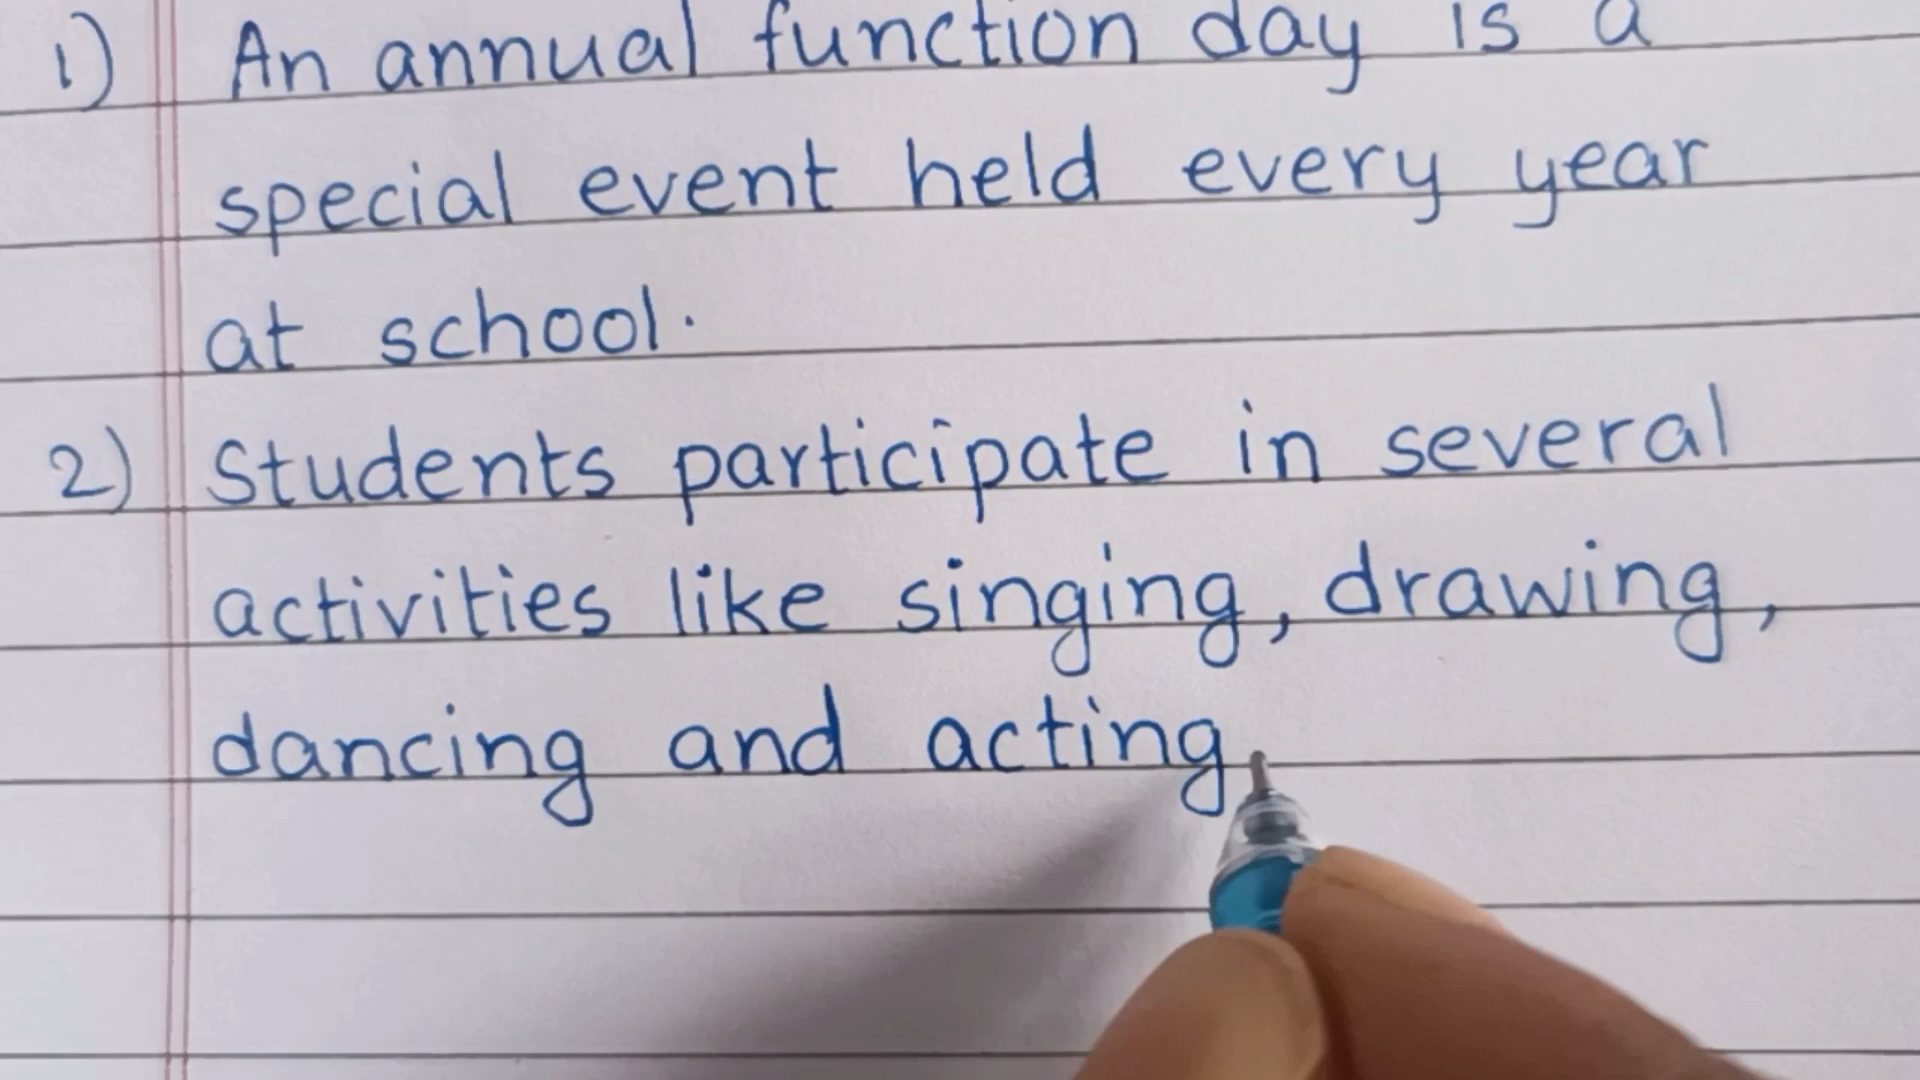 1) An annual function day is a
special event held every year
at school.
2) Students participate in several
activities like singing, drawing,
dancing and acting.